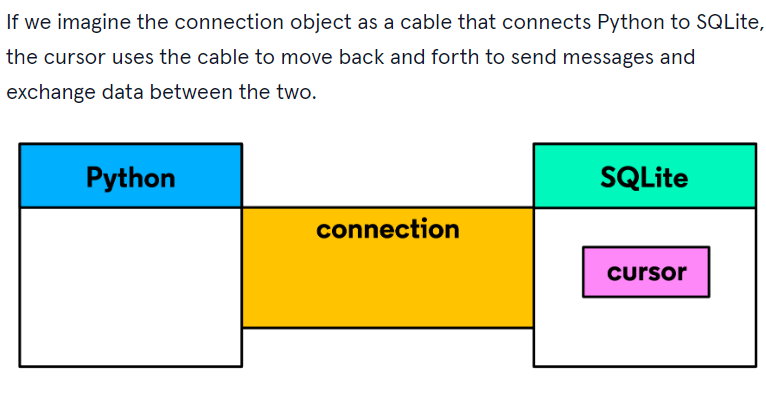 If we imagine the connection object as a cable that connects Python to SQLite,
the cursor uses the cable to move back and forth to send messages and
exchange data between the two.
Python
SQLite
connection
cursor